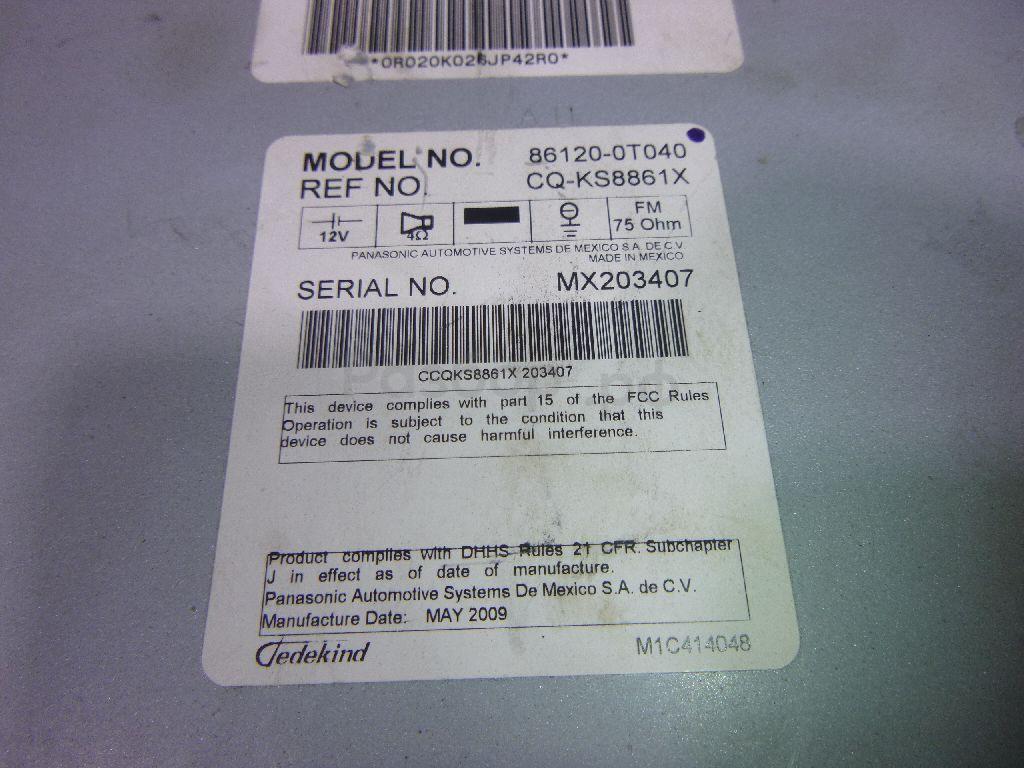 *0R020K026JP42R0*
MODEL NO. 86120-0T040
REF NO. CQ-KS8861X
12V
4Ω
FM
75 Ohm
PANASONIC AUTOMOTIVE SYSTEMS DE MEXICO S.A. DE C.V.
MADE IN MEXICO
SERIAL NO. MX203407
CCQKS8861X 203407
This device complies with part 15 of the FCC Rules
Operation is subject to the condition that this
device does not cause harmful interference.
Product complies with DHHS Rules 21 CFR. Subchapter
J in effect as of date of manufacture.
Panasonic Automotive Systems De Mexico S.A. de C.V.
Manufacture Date: MAY 2009
Tedekind M1C414048